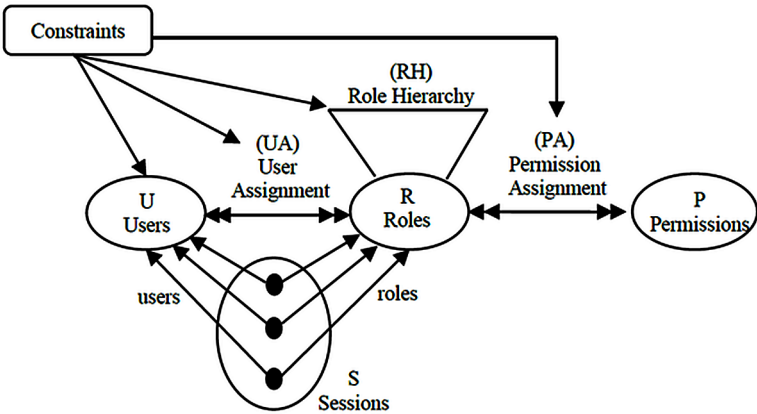 Constraints
(RH)
Role Hierarchy
(UA)
User
Assignment
(PA)
Permission
Assignment
U
Users
R
Roles
P
Permissions
users
roles
S
Sessions